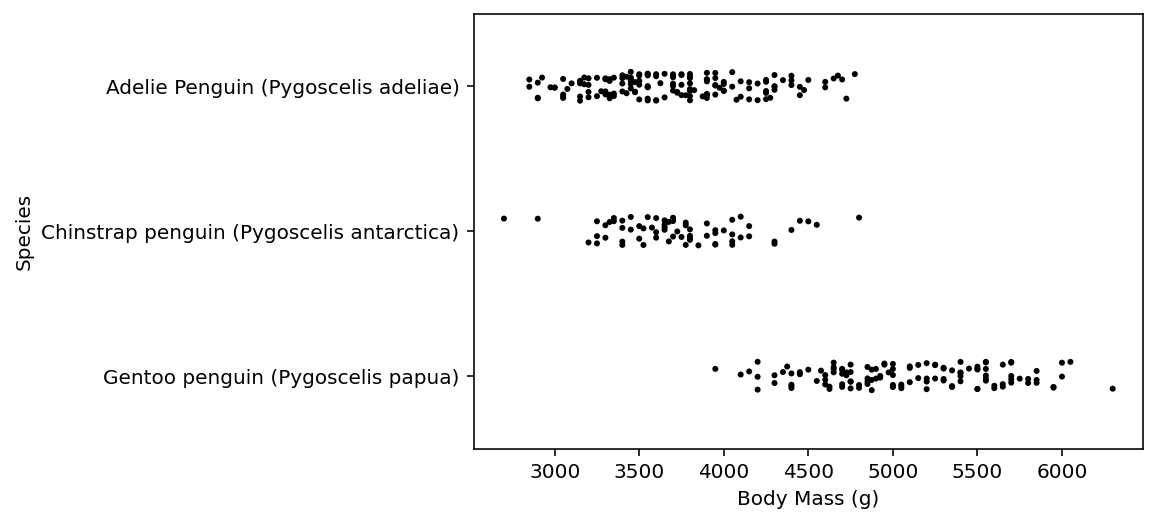 Species
Adelie Penguin (Pygoscelis adeliae)
Chinstrap penguin (Pygoscelis antarctica)
Gentoo penguin (Pygoscelis papua)
3000 3500 4000 4500 5000 5500 6000
Body Mass (g)